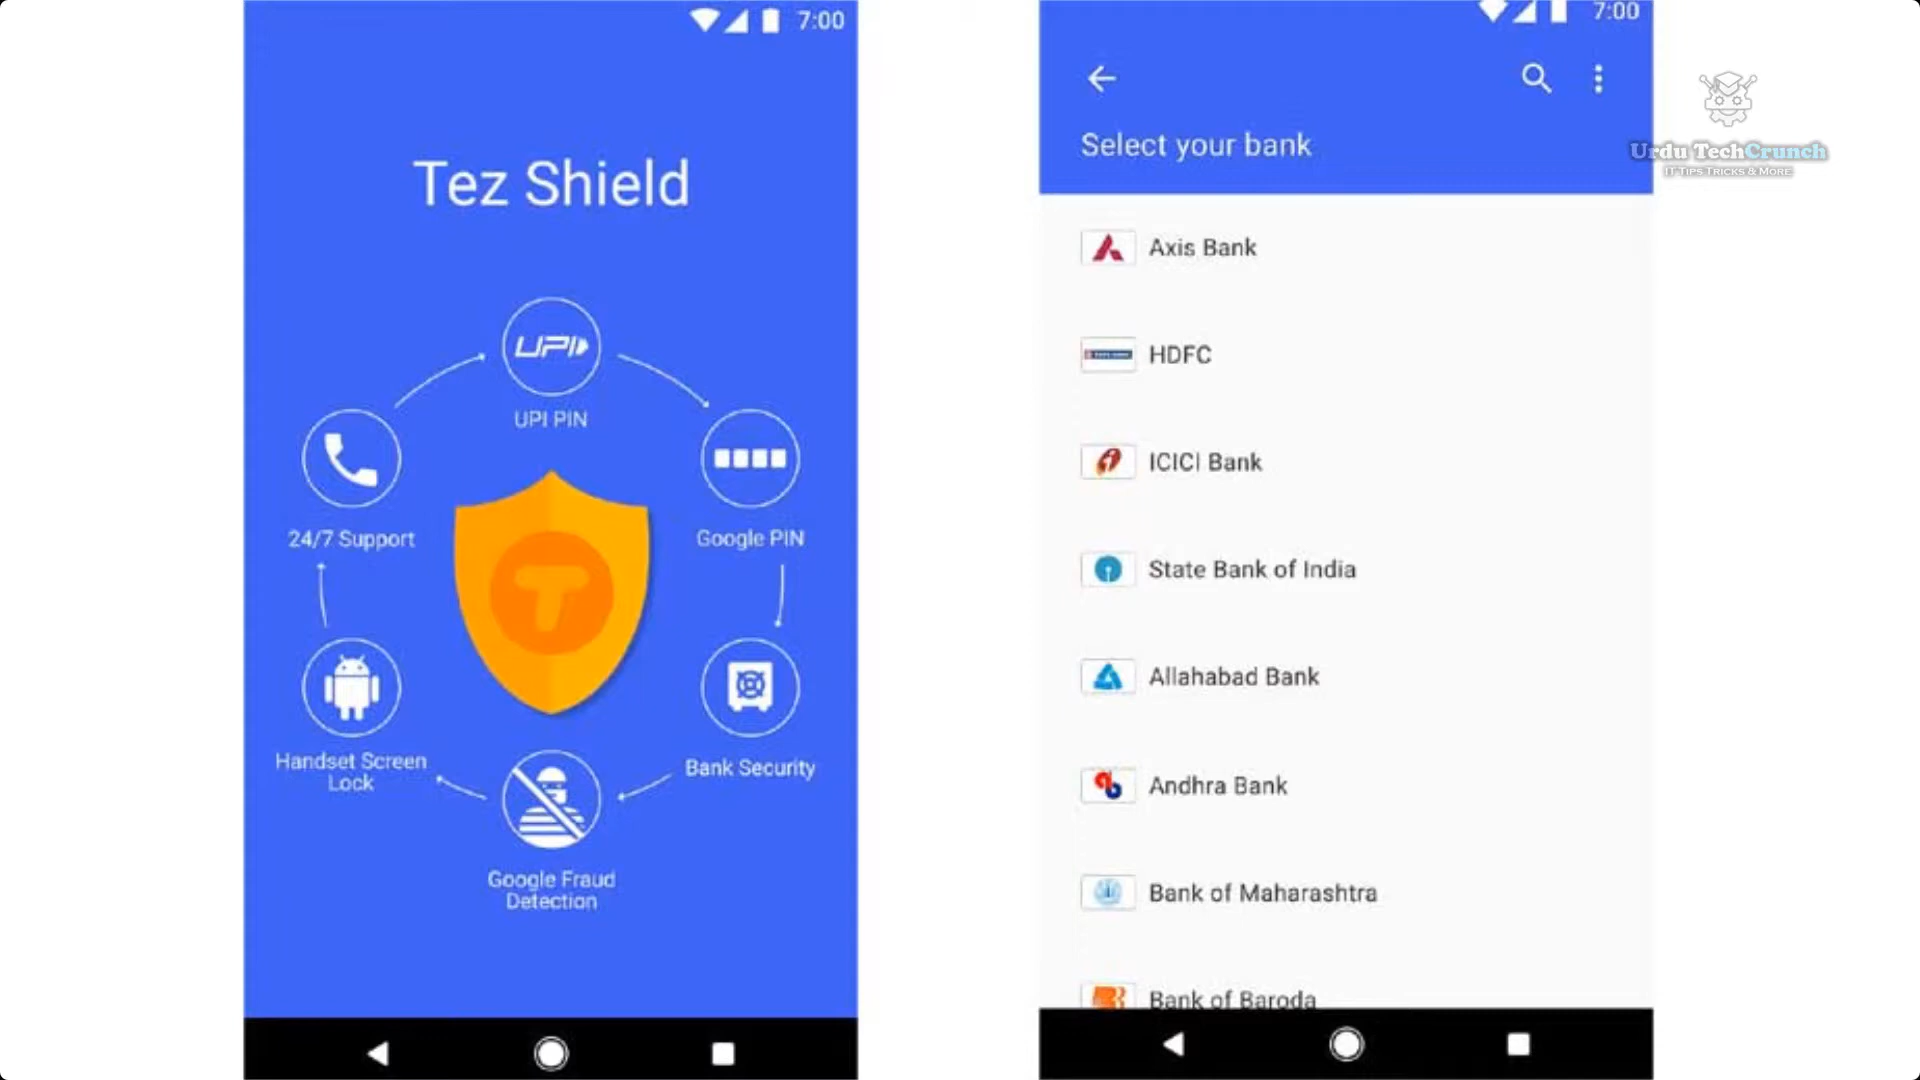 7:00
Tez Shield
UPI
UPI PIN
24/7 Support
Google PIN
Handset Screen
Lock
Bank Security
Google Fraud
Detection
7:00
Select your bank
Axis Bank
HDFC
ICICI Bank
State Bank of India
Allahabad Bank
Andhra Bank
Bank of Maharashtra
Bank of Baroda
Urdu TechCrunch
IT Tips Tricks & More